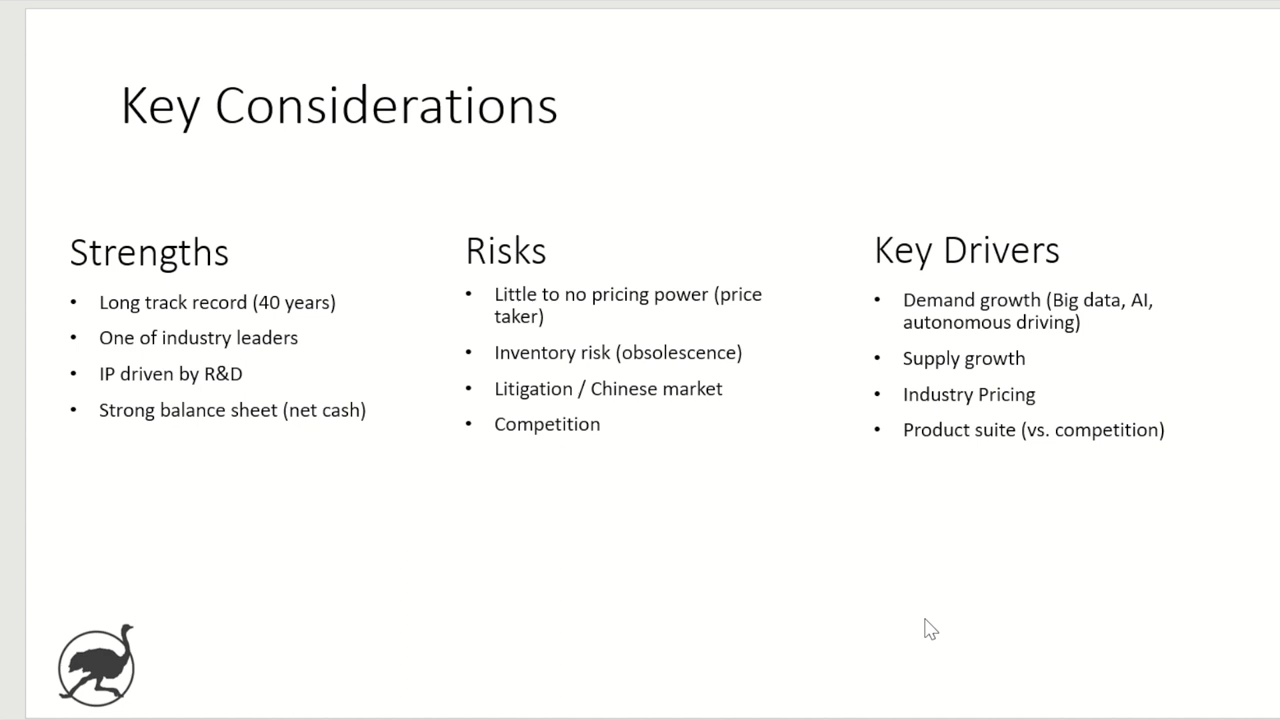 Key Considerations
Strengths
• Long track record (40 years)
• One of industry leaders
• IP driven by R&D
• Strong balance sheet (net cash)
Risks
• Little to no pricing power (price
taker)
• Inventory risk (obsolescence)
• Litigation / Chinese market
• Competition
Key Drivers
• Demand growth (Big data, AI,
autonomous driving)
• Supply growth
• Industry Pricing
• Product suite (vs. competition)